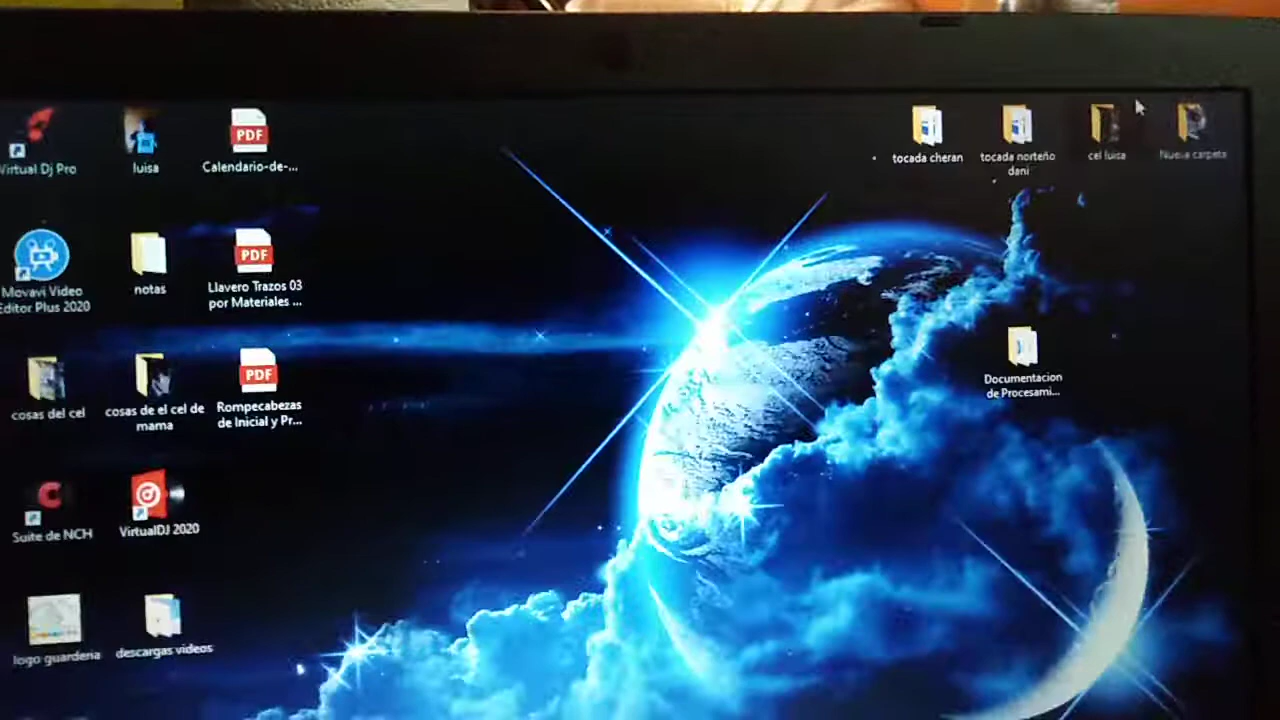 Virtual Dj Pro
luisa
PDF
Calendario-de-...
tocada cheran
tocada norteño
dani
cel luisa
Nueva carpeta
Movavi Video
Editor Plus 2020
notas
PDF
Llavero Trazos 03
por Materiales ...
Documentacion
de Procesami...
cosas del cel
cosas de el cel de
mama
PDF
Rompecabezas
de Inicial y Pr...
Suite de NCH
VirtualDJ 2020
logo guarderia
descargas videos